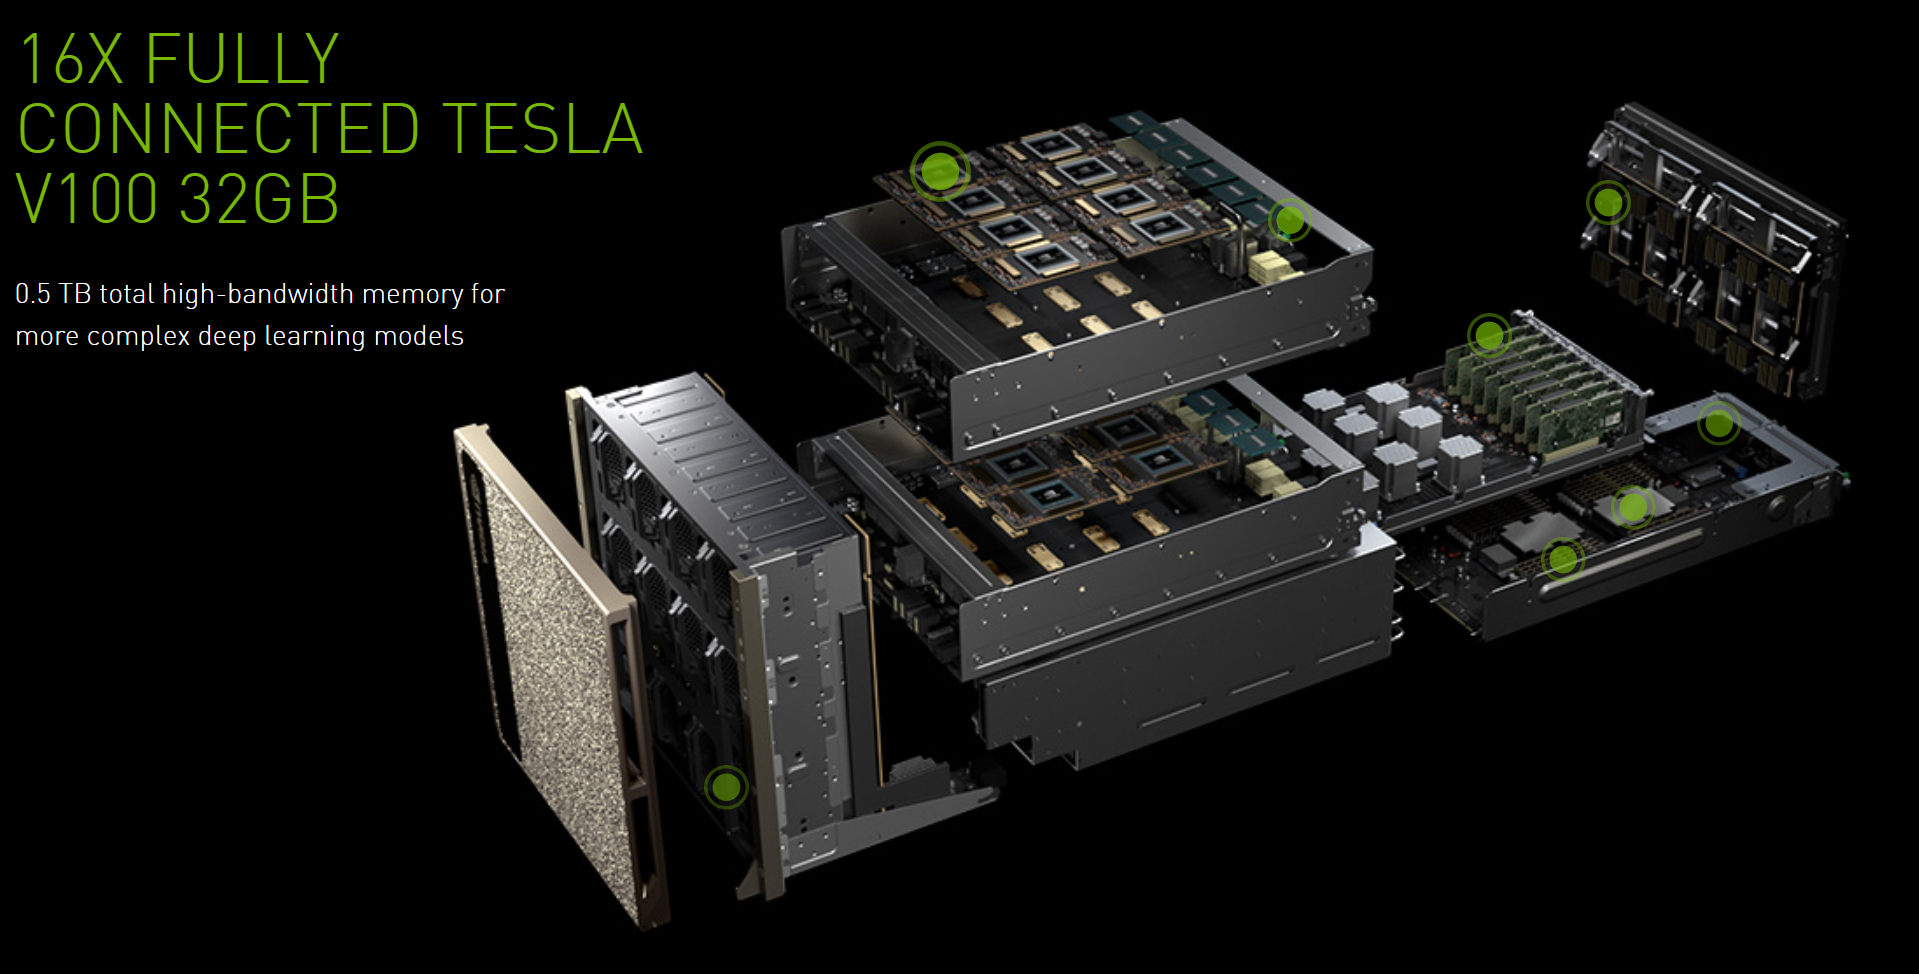 16X FULLY
CONNECTED TESLA
V100 32GB
0.5 TB total high-bandwidth memory for
more complex deep learning models